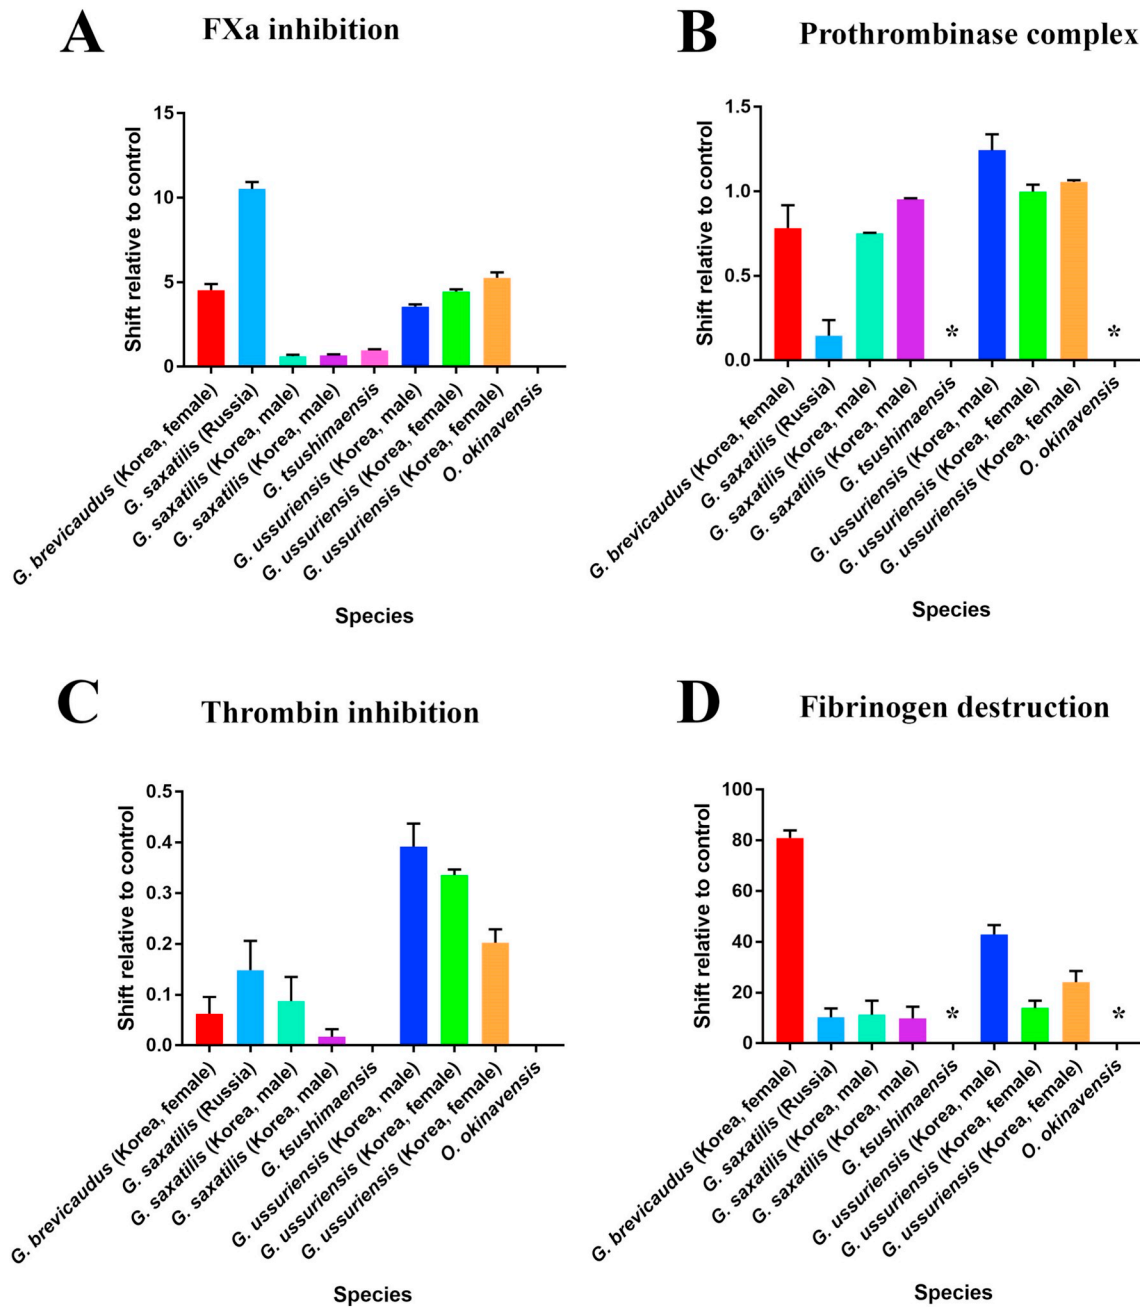 A
FXa inhibition
Shift relative to control
15
10
5
0
G. brevicaudus (Korea, female)
G. saxatilis (Russia)
G. saxatilis (Korea, male)
G. saxatilis (Korea, male)
G. tsushimaensis
G. ussuriensis (Korea, male)
G. ussuriensis (Korea, female)
G. ussuriensis (Korea, female)
O. okinavensis
Species
B
Prothrombinase complex
Shift relative to control
1.5
1.0
0.5
0.0
*
*
G. brevicaudus (Korea, female)
G. saxatilis (Russia)
G. saxatilis (Korea, male)
G. saxatilis (Korea, male)
G. tsushimaensis
G. ussuriensis (Korea, male)
G. ussuriensis (Korea, female)
G. ussuriensis (Korea, female)
O. okinavensis
Species
C
Thrombin inhibition
Shift relative to control
0.5
0.4
0.3
0.2
0.1
0.0
G. brevicaudus (Korea, female)
G. saxatilis (Russia)
G. saxatilis (Korea, male)
G. saxatilis (Korea, male)
G. tsushimaensis
G. ussuriensis (Korea, male)
G. ussuriensis (Korea, female)
G. ussuriensis (Korea, female)
O. okinavensis
Species
D
Fibrinogen destruction
Shift relative to control
100
80
60
40
20
0
*
*
G. brevicaudus (Korea, female)
G. saxatilis (Russia)
G. saxatilis (Korea, male)
G. saxatilis (Korea, male)
G. tsushimaensis
G. ussuriensis (Korea, male)
G. ussuriensis (Korea, female)
G. ussuriensis (Korea, female)
O. okinavensis
Species